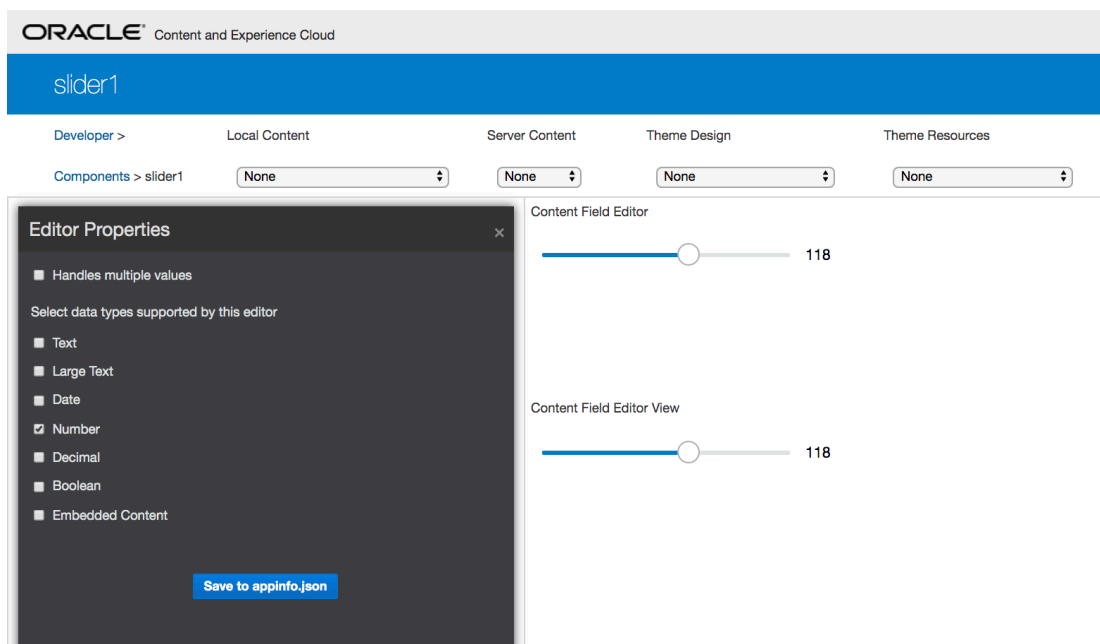 ORACLE® Content and Experience Cloud
slider1
Developer > Local Content Server Content Theme Design Theme Resources
Components > slider1 None None None None
Editor Properties ×
Content Field Editor
118
Handles multiple values
Select data types supported by this editor
Text
Large Text
Date
Number
Decimal
Boolean
Embedded Content
Save to appinfo.json
Content Field Editor View
118